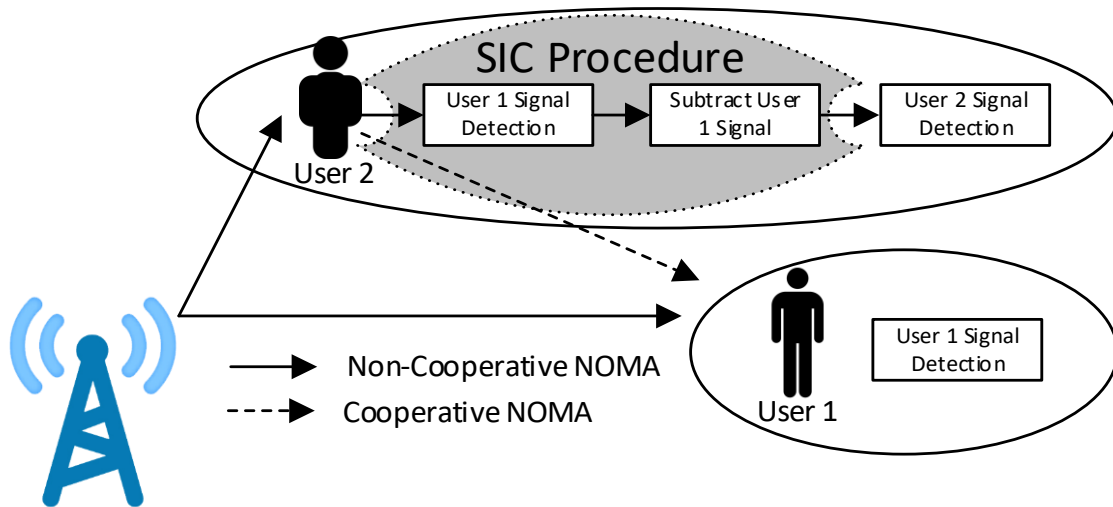 SIC Procedure
User 1 Signal
Detection
Subtract User
1 Signal
User 2 Signal
Detection
User 2
User 1 Signal
Detection
User 1
Non-Cooperative NOMA
Cooperative NOMA